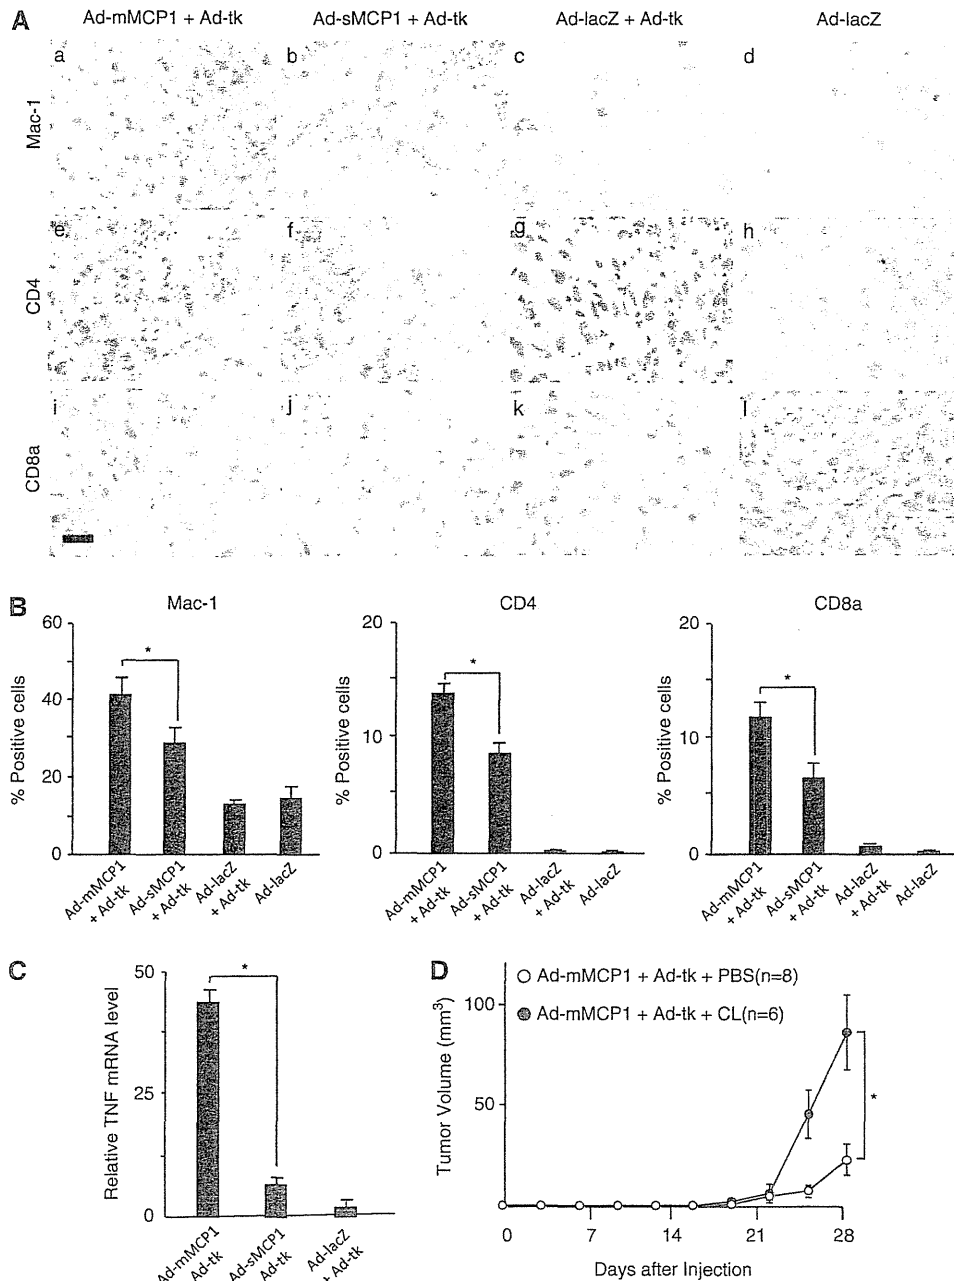 A
Ad-mMCP1 + Ad-tk
Ad-sMCP1 + Ad-tk
Ad-lacZ + Ad-tk
Ad-lacZ
Mac-1
a
b
c
d
CD4
e
f
g
h
CD8a
i
j
k
l
B
Mac-1
% Positive cells
60
40
20
0
*
Ad-mMCP1
+ Ad-tk
Ad-sMCP1
+ Ad-tk
Ad-lacZ
+ Ad-tk
Ad-lacZ
CD4
% Positive cells
20
10
0
*
Ad-mMCP1
+ Ad-tk
Ad-sMCP1
+ Ad-tk
Ad-lacZ
+ Ad-tk
Ad-lacZ
CD8a
% Positive cells
20
10
0
*
Ad-mMCP1
+ Ad-tk
Ad-sMCP1
+ Ad-tk
Ad-lacZ
+ Ad-tk
Ad-lacZ
C
Relative TNF mRNA level
50
25
0
*
Ad-mMCP1
Ad-tk
Ad-sMCP1
Ad-tk
Ad-lacZ
+ Ad-tk
D
Ad-mMCP1 + Ad-tk + PBS(n=8)
Ad-mMCP1 + Ad-tk + CL(n=6)
Tumor Volume (mm³)
100
50
*
0
7
14
21
28
Days after Injection